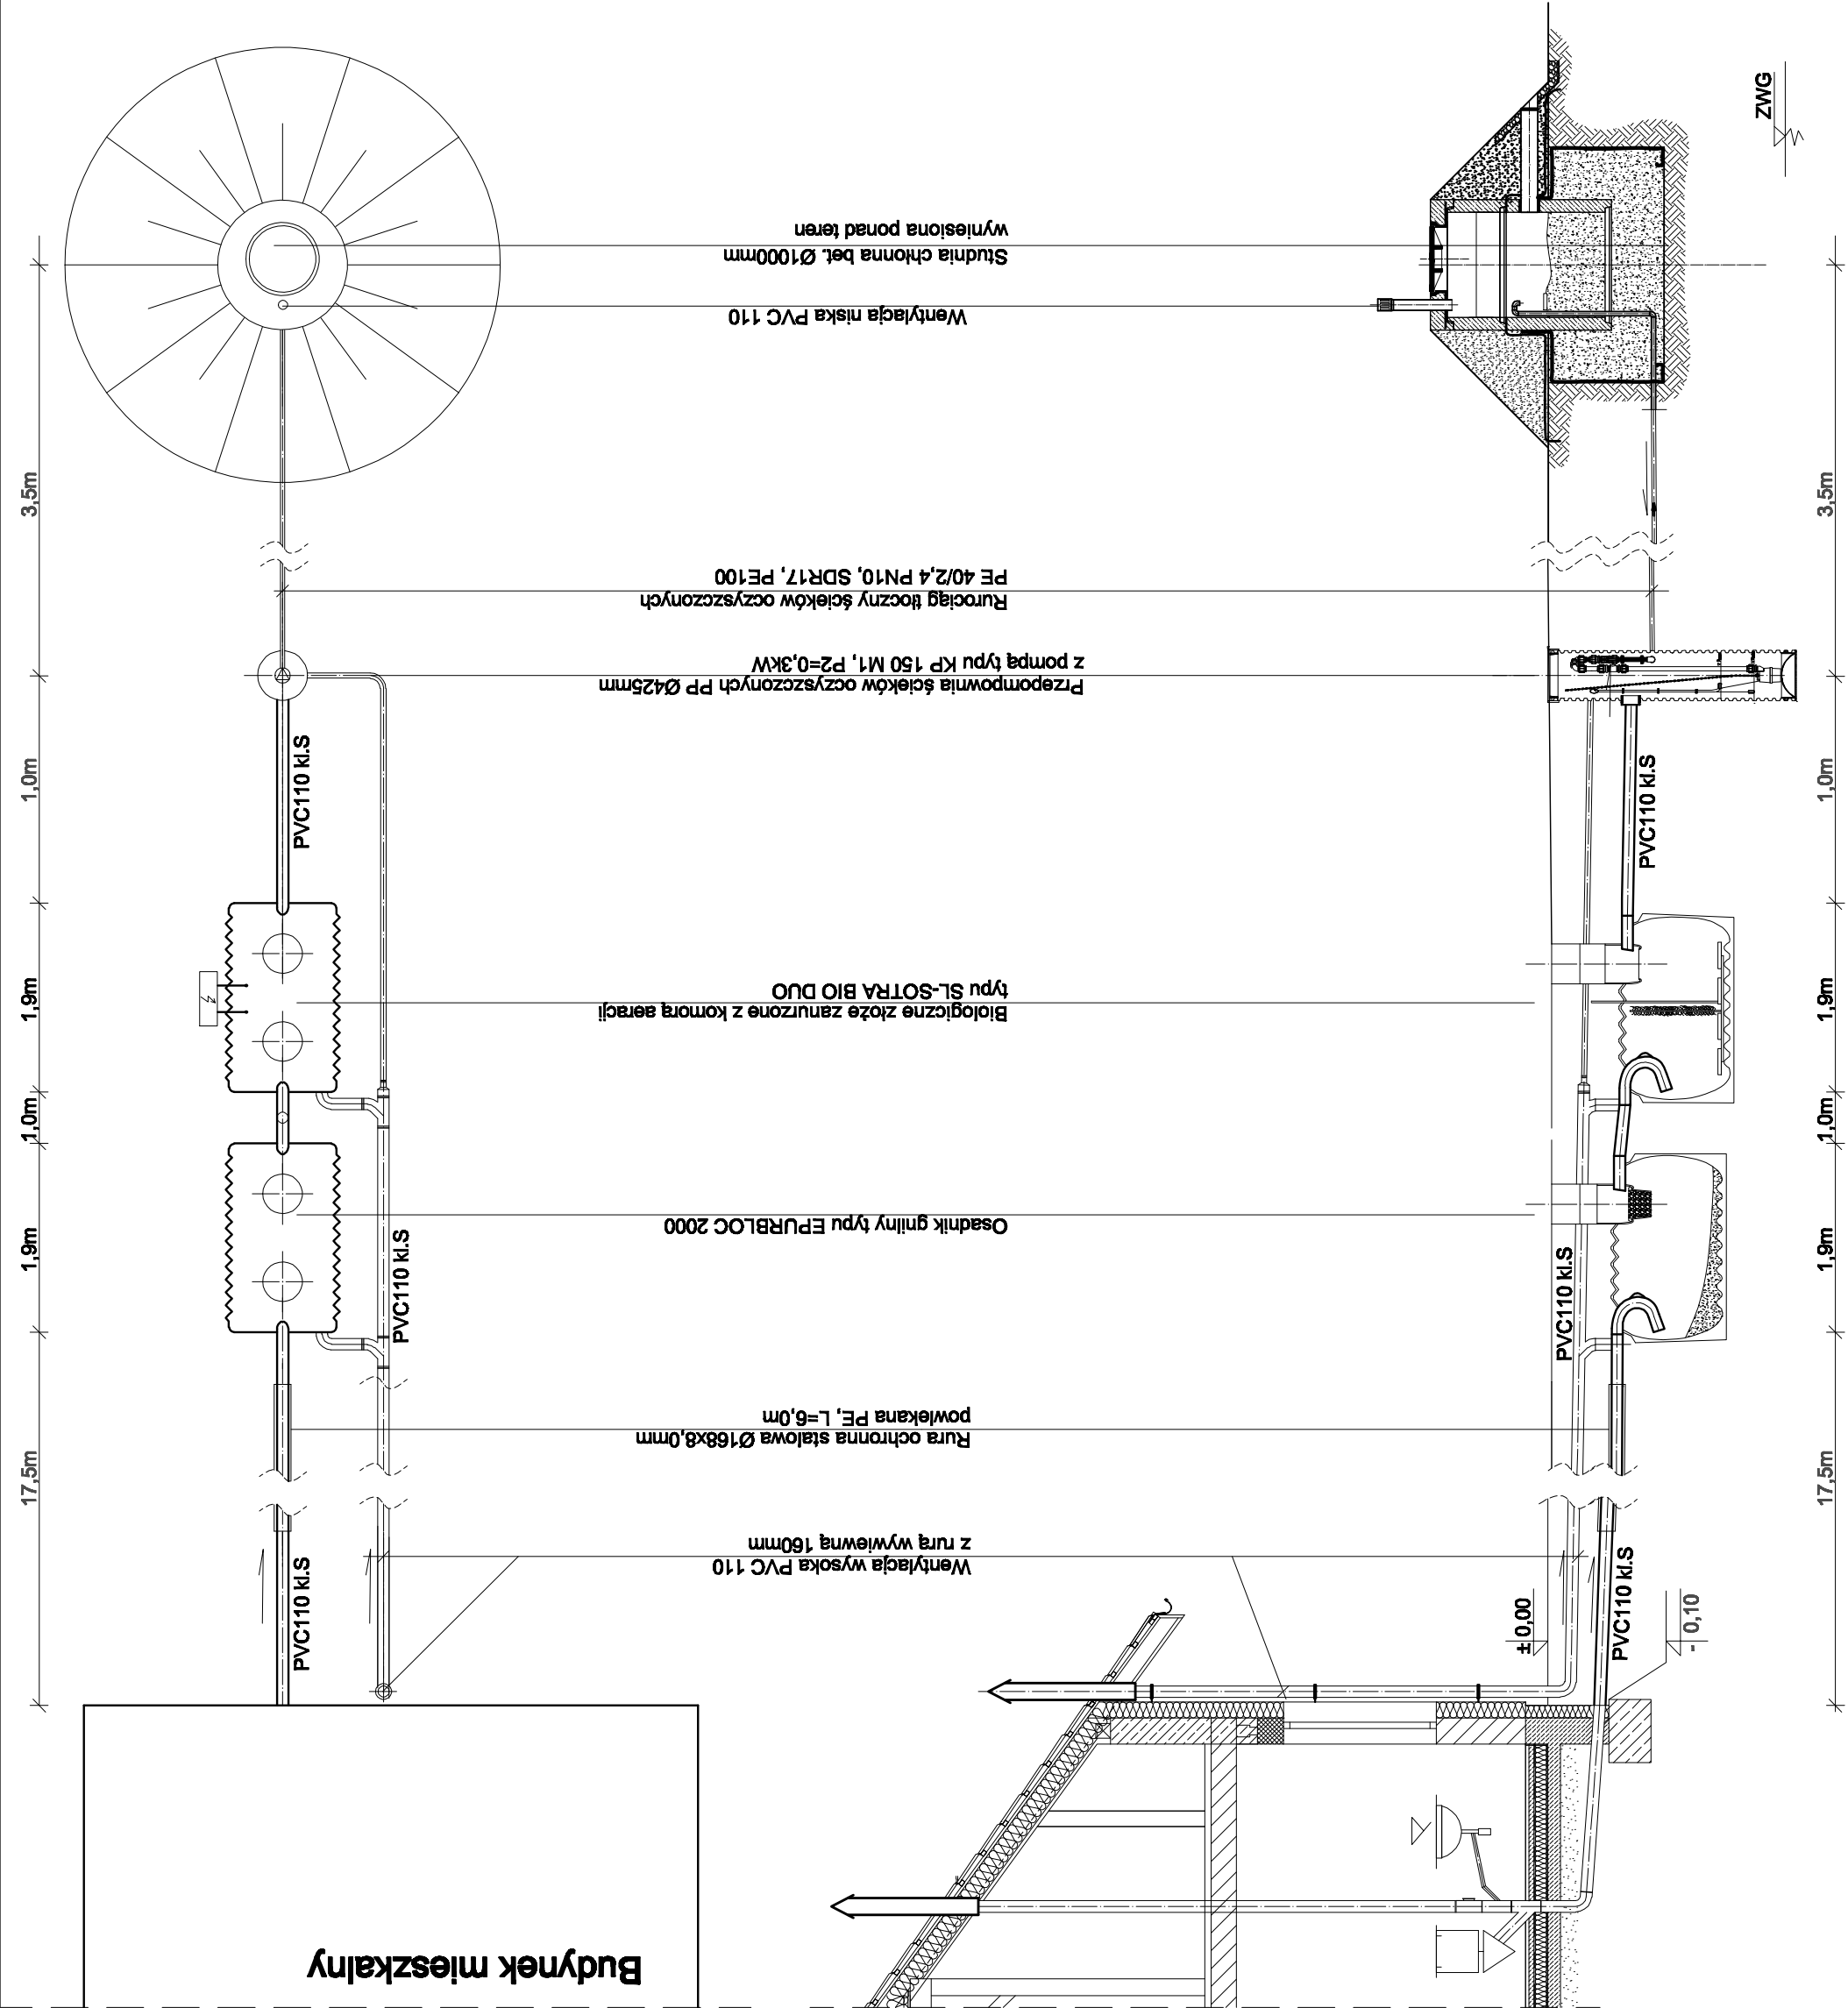 Budynek mieszkalny
Wentylacja wysoka PVC 110
z rurą wywiewną 160mm
Rura ochronna stalowa Ø168x8,0mm
powlekana PE, L=6,0m
Osadnik gnilny typu EPURBLOC 2000
Biologiczne złoże zanurzone z komorą aeracji
typu SL-SOTRA BIO DUO
Przepompownia ścieków oczyszczonych PP Ø425mm
z pompą typu KP 150 M1, P2=0,3kW
Rurociąg tłoczny ścieków oczyszczonych
PE 40/2,4 PN10, SDR17, PE100
Wentylacja niska PVC 110
Studnia chłonna bet. Ø1000mm
wyniesiona ponad teren
17,5m
1,9m
1,0m
1,9m
1,0m
3,5m
PVC110 kl.S
PVC110 kl.S
PVC110 kl.S
± 0,00
- 0,10
PVC110 kl.S
PVC110 kl.S
PVC110 kl.S
ZWG
17,5m
1,9m
1,0m
1,9m
1,0m
3,5m